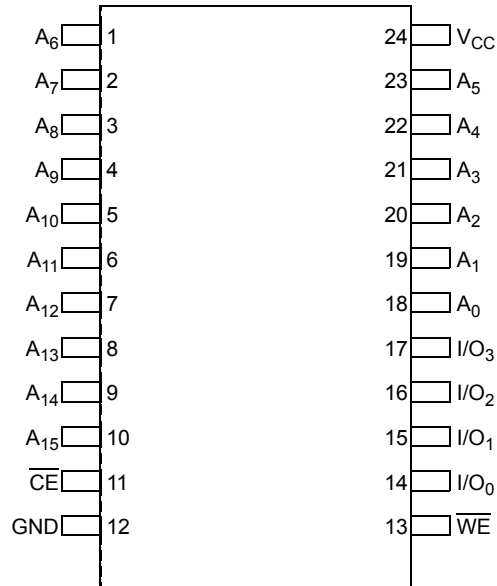 A6 1 24 VCC
A7 2 23 A5
A8 3 22 A4
A9 4 21 A3
A10 5 20 A2
A11 6 19 A1
A12 7 18 A0
A13 8 17 I/O3
A14 9 16 I/O2
A15 10 15 I/O1
CE 11 14 I/O0
GND 12 13 WE